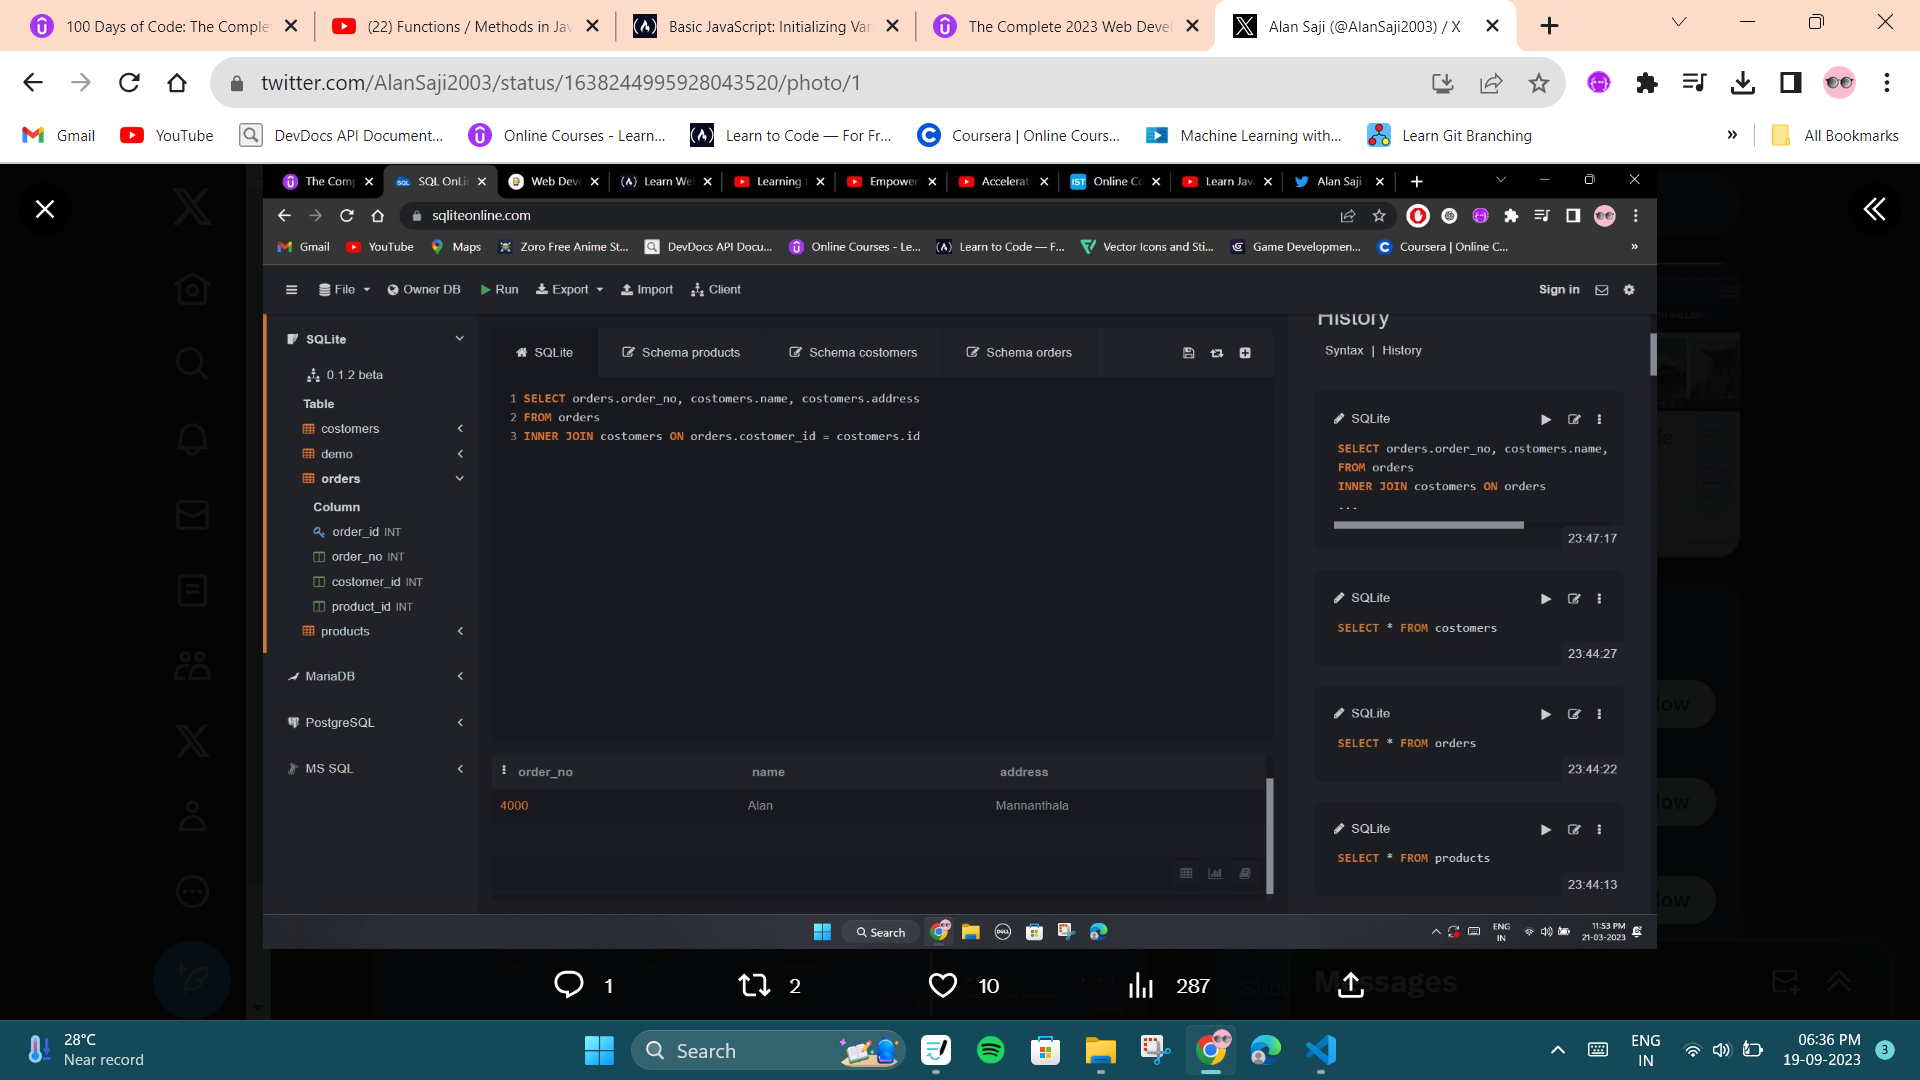 100 Days of Code: The Comple
(22) Functions / Methods in Jav
Basic JavaScript: Initializing Var
The Complete 2023 Web Devel
Alan Saji (@AlanSaji2003) / X
twitter.com/AlanSaji2003/status/1638244995928043520/photo/1
Gmail
YouTube
DevDocs API Document...
Online Courses - Learn...
Learn to Code — For Fr...
Coursera | Online Cours...
Machine Learning with...
Learn Git Branching
»
All Bookmarks
The Comp
SQL OnLi
Web Deve
Learn We
Learning
Empower
Accelerat
Online Co
Learn Jav
Alan Saji
sqliteonline.com
Gmail
YouTube
Maps
Zoro Free Anime St...
DevDocs API Docu...
Online Courses - Le...
Learn to Code — F...
Vector Icons and Sti...
Game Developmen...
Coursera | Online C...
»
File
Owner DB
Run
Export
Import
Client
Sign in
SQLite
0.1.2 beta
Table
costomers
demo
orders
Column
order_id INT
order_no INT
costomer_id INT
product_id INT
products
MariaDB
PostgreSQL
MS SQL
SQLite
Schema products
Schema costomers
Schema orders
1 SELECT orders.order_no, costomers.name, costomers.address
2 FROM orders
3 INNER JOIN costomers ON orders.costomer_id = costomers.id
order_no name address
4000 Alan Mannanthala
History
Syntax | History
SQLite
SELECT orders.order_no, costomers.name,
FROM orders
INNER JOIN costomers ON orders
...
23:47:17
SQLite
SELECT * FROM costomers
23:44:27
SQLite
SELECT * FROM orders
23:44:22
SQLite
SELECT * FROM products
23:44:13
Search
ENG
IN
11:53 PM
21-03-2023
1
2
10
287
Messages
28°C
Near record
Search
ENG
IN
06:36 PM
19-09-2023
3